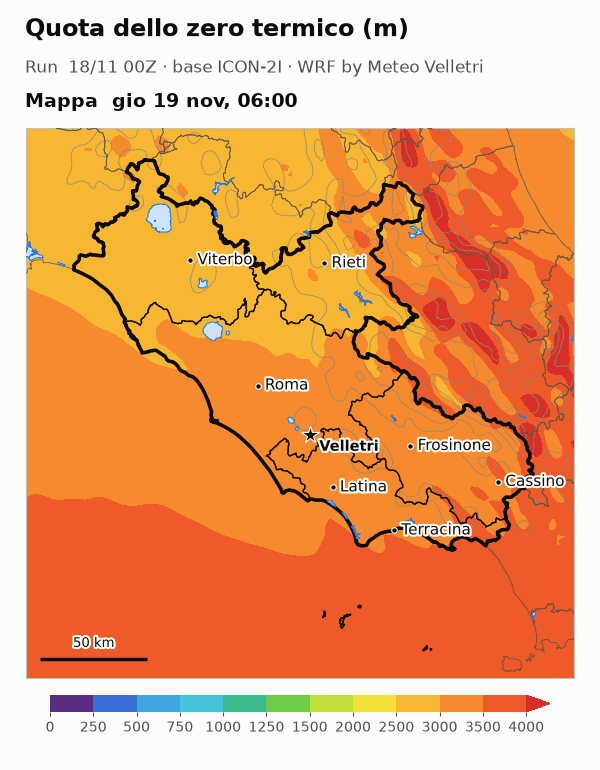 Quota dello zero termico (m)
Run 18/11 00Z · base ICON-2I · WRF by Meteo Velletri
Mappa gio 19 nov, 06:00
Viterbo
Rieti
Roma
Velletri
Frosinone
Latina
Cassino
Terracina
50 km
0 250 500 750 1000 1250 1500 2000 2500 3000 3500 4000